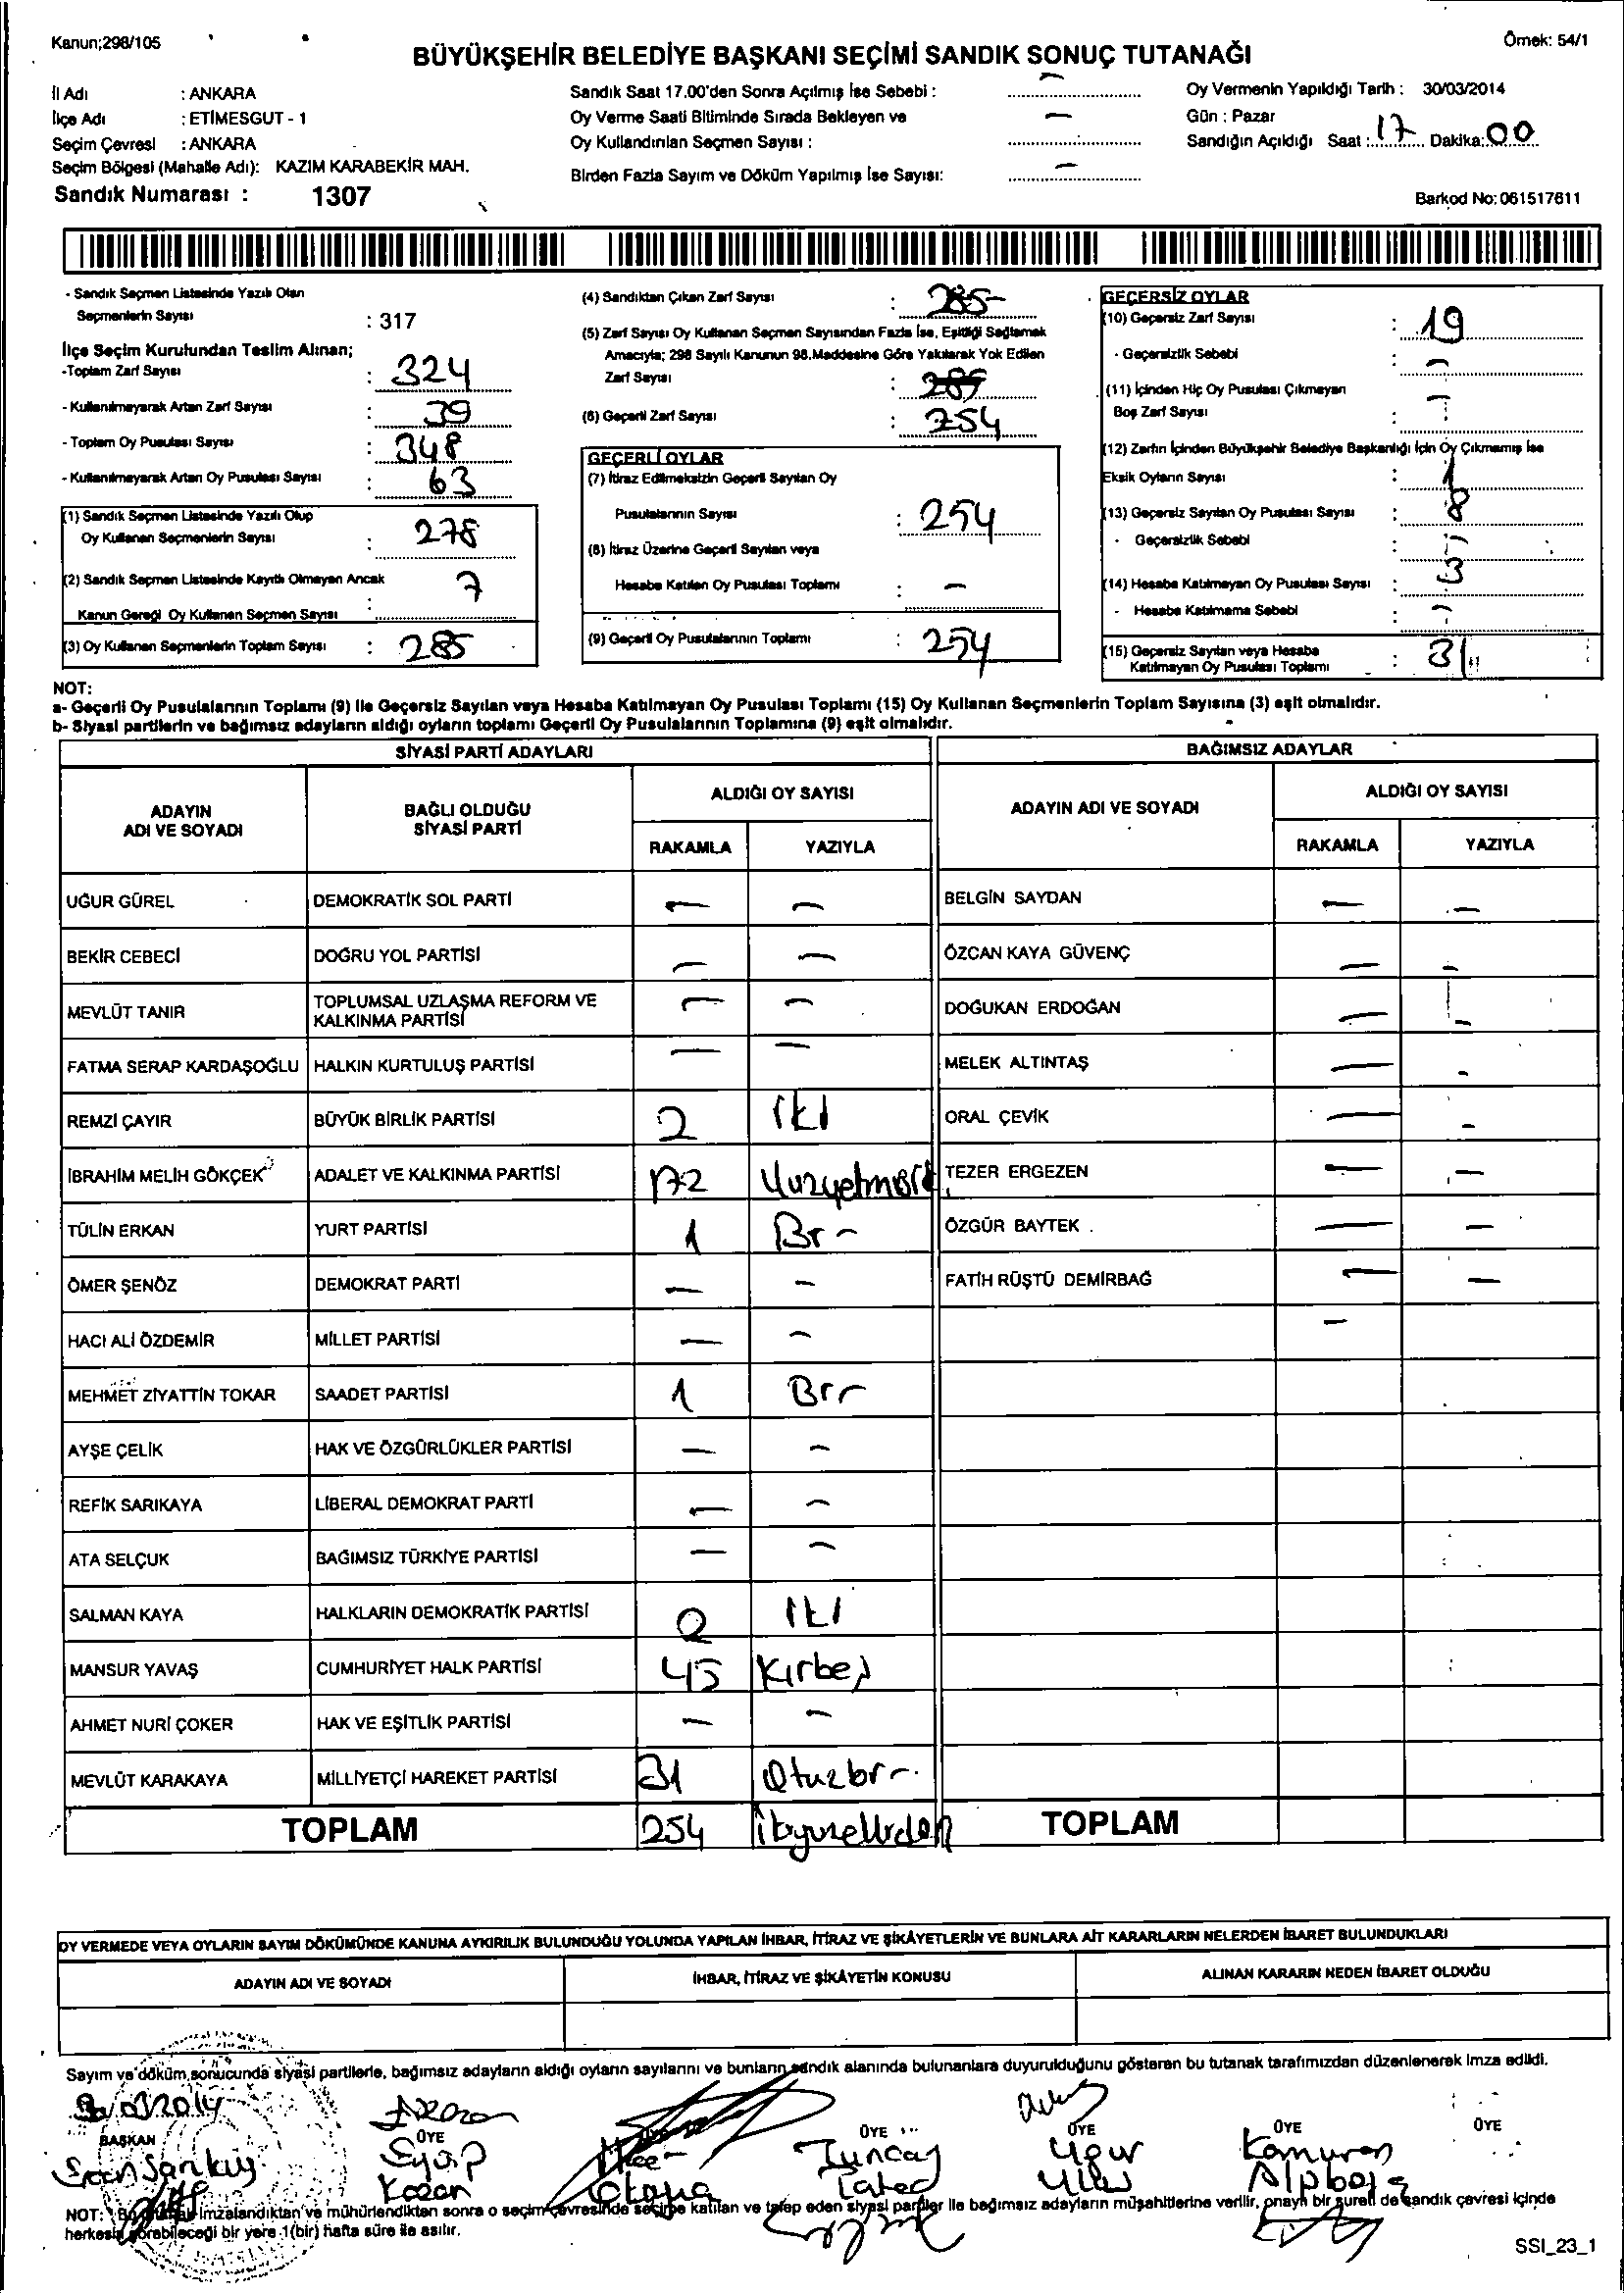 Kanun;298/105
Örnek: 54/1
BÜYÜKŞEHİR BELEDİYE BAŞKANI SEÇİMİ SANDIK SONUÇ TUTANAĞI
İl Adı : ANKARA
İlçe Adı : ETİMESGUT - 1
Seçim Çevresi : ANKARA
Seçim Bölgesi (Mahalle Adı): KAZIM KARABEKİR MAH.
Sandık Numarası : 1307
Sandık Saat 17.00'den Sonra Açılmış İse Sebebi : –
Oy Verme Saati Bitiminde Sırada Bekleyen ve
Oy Kullandırılan Seçmen Sayısı : –
Birden Fazla Sayım ve Döküm Yapılmış İse Sayısı: –
Oy Vermenin Yapıldığı Tarih : 30/03/2014
Gün : Pazar
Sandığın Açıldığı Saat : 17 Dakika: 00
Barkod No: 061517611
- Sandık Seçmen Listesinde Yazılı Olan
Seçmenlerin Sayısı : 317
İlçe Seçim Kurulundan Teslim Alınan;
-Toplam Zarf Sayısı : 324
- Kullanılmayarak Artan Zarf Sayısı : 39
- Toplam Oy Pusulası Sayısı : 348
- Kullanılmayarak Artan Oy Pusulası Sayısı : 63
(1) Sandık Seçmen Listesinde Yazılı Olup
Oy Kullanan Seçmenlerin Sayısı : 278
(2) Sandık Seçmen Listesinde Kayıtlı Olmayan Ancak
Kanun Gereği Oy Kullanan Seçmen Sayısı : 7
(3) Oy Kullanan Seçmenlerin Toplam Sayısı : 285
(4) Sandıktan Çıkan Zarf Sayısı : 285
(5) Zarf Sayısı Oy Kullanan Seçmen Sayısından Fazla İse, Eşitliği Sağlamak
Amacıyla; 298 Sayılı Kanunun 98.Maddesine Göre Yakılarak Yok Edilen
Zarf Sayısı : 285
(6) Geçerli Zarf Sayısı : 254
GEÇERLİ OYLAR
(7) İtiraz Edilmeksizin Geçerli Sayılan Oy
Pusulalarının Sayısı : 254
(8) İtiraz Üzerine Geçerli Sayılan veya
Hesaba Katılan Oy Pusulası Toplamı : –
(9) Geçerli Oy Pusulalarının Toplamı : 254
GEÇERSİZ OYLAR
(10) Geçersiz Zarf Sayısı : 19
- Geçersizlik Sebebi : –
(11) İçinden Hiç Oy Pusulası Çıkmayan
Boş Zarf Sayısı : –
(12) Zarfın İçinden Büyükşehir Belediye Başkanlığı İçin Oy Çıkmamış İse
Eksik Oyların Sayısı : 1
(13) Geçersiz Sayılan Oy Pusulası Sayısı : 8
- Geçersizlik Sebebi : –
(14) Hesaba Katılmayan Oy Pusulası Sayısı : 3
- Hesaba Katılmama Sebebi : –
(15) Geçersiz Sayılan veya Hesaba
Katılmayan Oy Pusulası Toplamı : 31
NOT:
a- Geçerli Oy Pusulalarının Toplamı (9) ile Geçersiz Sayılan veya Hesaba Katılmayan Oy Pusulası Toplamı (15) Oy Kullanan Seçmenlerin Toplam Sayısına (3) eşit olmalıdır.
b- Siyasi partilerin ve bağımsız adayların aldığı oyların toplamı Geçerli Oy Pusulalarının Toplamına (9) eşit olmalıdır.
SİYASİ PARTİ ADAYLARI
BAĞIMSIZ ADAYLAR
ADAYIN ADI VE SOYADI
BAĞLI OLDUĞU SİYASİ PARTİ
ALDIĞI OY SAYISI
RAKAMLA YAZIYLA
ADAYIN ADI VE SOYADI
ALDIĞI OY SAYISI
RAKAMLA YAZIYLA
UĞUR GÜREL DEMOKRATİK SOL PARTİ – – BELGİN SAYDAN – –
BEKİR CEBECİ DOĞRU YOL PARTİSİ – – ÖZCAN KAYA GÜVENÇ – –
MEVLÜT TANIR TOPLUMSAL UZLAŞMA REFORM VE KALKINMA PARTİSİ – – DOĞUKAN ERDOĞAN – –
FATMA SERAP KARDAŞOĞLU HALKIN KURTULUŞ PARTİSİ – – MELEK ALTINTAŞ – –
REMZİ ÇAYIR BÜYÜK BİRLİK PARTİSİ 2 iki ORAL ÇEVİK – –
İBRAHİM MELİH GÖKÇEK ADALET VE KALKINMA PARTİSİ 172 TEZER ERGEZEN – –
TÜLİN ERKAN YURT PARTİSİ 1 Br – ÖZGÜR BAYTEK – –
ÖMER ŞENÖZ DEMOKRAT PARTİ – – FATİH RÜŞTÜ DEMİRBAĞ – –
HACI ALİ ÖZDEMİR MİLLET PARTİSİ – – –
MEHMET ZİYATTİN TOKAR SAADET PARTİSİ 1 Brr
AYŞE ÇELİK HAK VE ÖZGÜRLÜKLER PARTİSİ – –
REFİK SARIKAYA LİBERAL DEMOKRAT PARTİ – –
ATA SELÇUK BAĞIMSIZ TÜRKİYE PARTİSİ – –
SALMAN KAYA HALKLARIN DEMOKRATİK PARTİSİ 2 iki
MANSUR YAVAŞ CUMHURİYET HALK PARTİSİ 45 Kırbeş
AHMET NURİ ÇOKER HAK VE EŞİTLİK PARTİSİ – –
MEVLÜT KARAKAYA MİLLİYETÇİ HAREKET PARTİSİ 31 Otuzbr
TOPLAM 254 TOPLAM
OY VERMEDE VEYA OYLARIN SAYIM DÖKÜMÜNDE KANUNA AYKIRILIK BULUNDUĞU YOLUNDA YAPILAN İHBAR, İTİRAZ VE ŞİKÂYETLERİN VE BUNLARA AİT KARARLARIN NELERDEN İBARET BULUNDUKLARI
ADAYIN ADI VE SOYADI İHBAR, İTİRAZ VE ŞİKÂYETİN KONUSU ALINAN KARARIN NEDEN İBARET OLDUĞU
Sayım ve döküm sonucunda siyasi partilerle, bağımsız adayların aldığı oyların sayılarını ve bunların sandık alanında bulunanlara duyurulduğunu gösteren bu tutanak tarafımızdan düzenlenerek imza edildi.
BAŞKAN ÜYE ÜYE ÜYE ÜYE ÜYE
Eyüp Tuncay Uğur Kamuran
Kozan
NOT: imzalandıktan ve mühürlendikten sonra o seçim çevresinde seçime katılan ve talep eden siyasi partiler ile bağımsız adayların müşahitlerine verilir, onaylı bir sureti de sandık çevresi içinde
herkesin görebileceği bir yere 1(bir) hafta süre ile asılır.
SSI_23_1